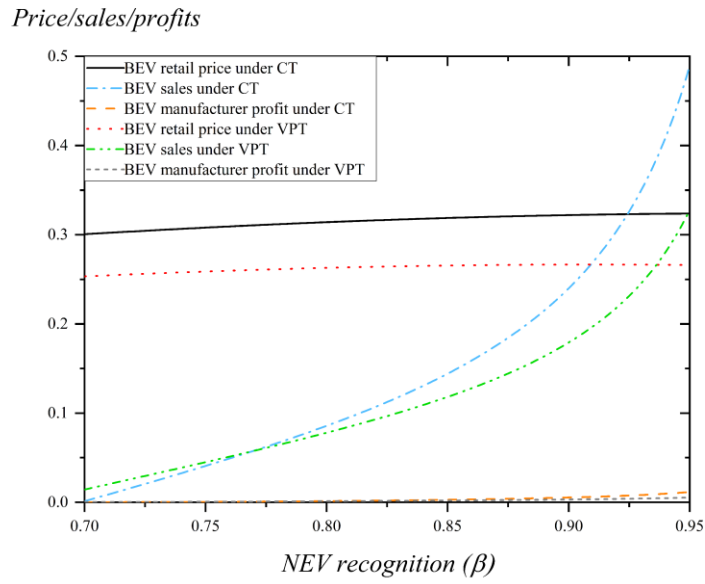 Price/sales/profits
0.5
0.4
0.3
0.2
0.1
0.0
BEV retail price under CT
BEV sales under CT
BEV manufacturer profit under CT
BEV retail price under VPT
BEV sales under VPT
BEV manufacturer profit under VPT
0.70 0.75 0.80 0.85 0.90 0.95
NEV recognition (β)